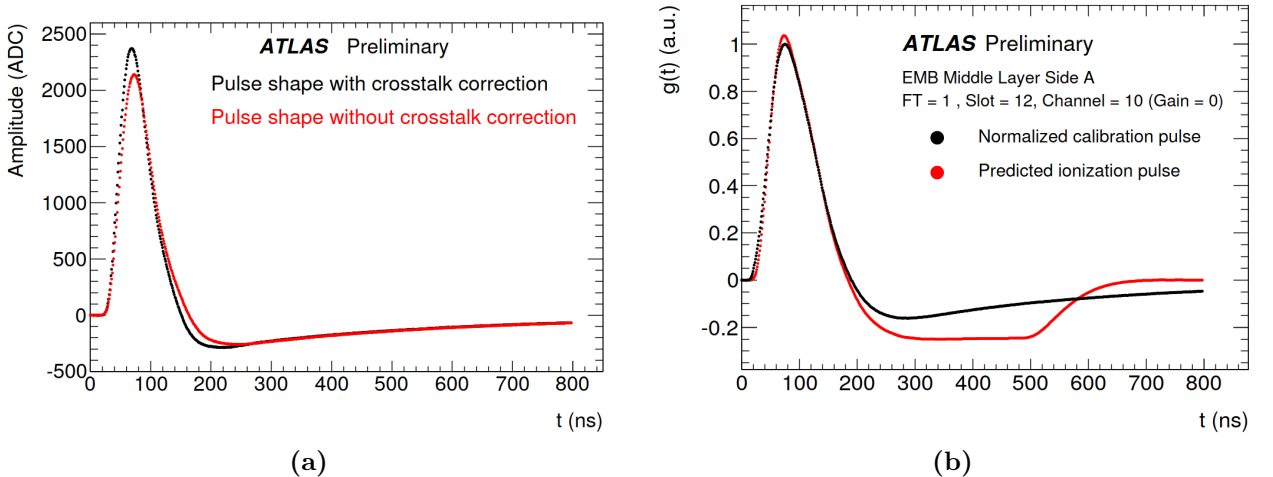 ATLAS Preliminary
Pulse shape with crosstalk correction
Pulse shape without crosstalk correction
Amplitude (ADC)
2500
2000
1500
1000
500
0
-500
0 100 200 300 400 500 600 700 800
t (ns)
(a)
ATLAS Preliminary
EMB Middle Layer Side A
FT = 1 , Slot = 12, Channel = 10 (Gain = 0)
Normalized calibration pulse
Predicted ionization pulse
g(t) (a.u.)
1
0.8
0.6
0.4
0.2
0
-0.2
0 100 200 300 400 500 600 700 800
t (ns)
(b)